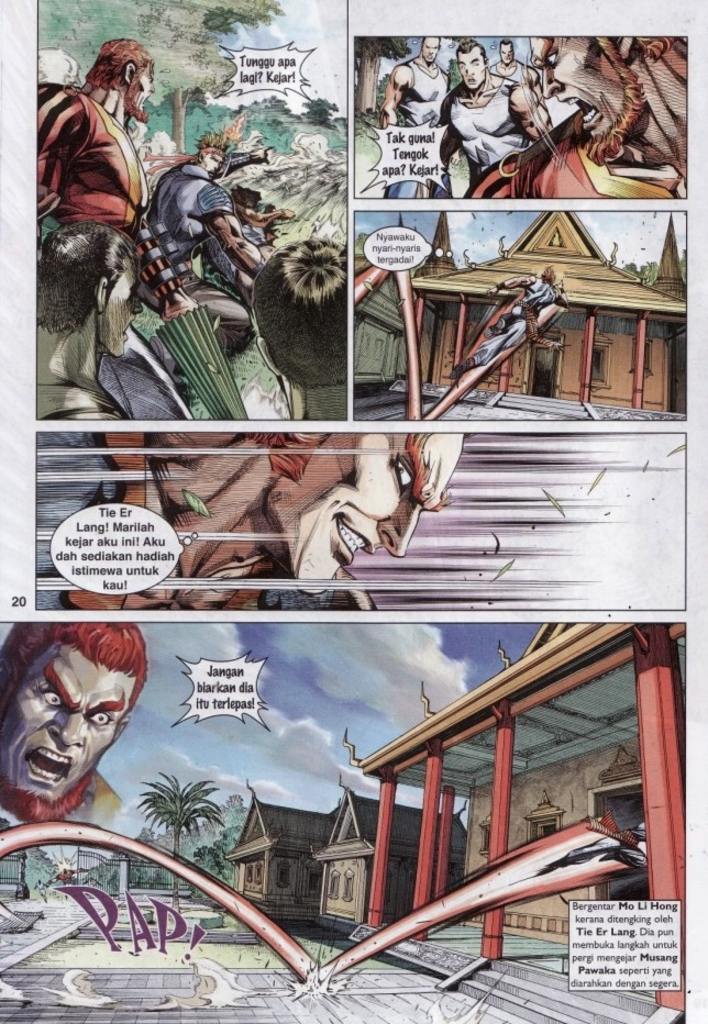 Tunggu apa
lagi? Kejar!
Tak guna!
Tengok
apa? Kejar!
Nyawaku
nyari-nyaris
tergadai!
Tie Er
Lang! Marilah
kejar aku ini! Aku
dah sediakan hadiah
istimewa untuk
kau!
20
Jangan
biarkan dia
itu terlepas!
PAP!
Bergentar Mo Li Hong
kerana ditengking oleh
Tie Er Lang. Dia pun
membuka langkah untuk
pergi mengejar Musang
Pawaka seperti yang
diarahkan dengan segera.